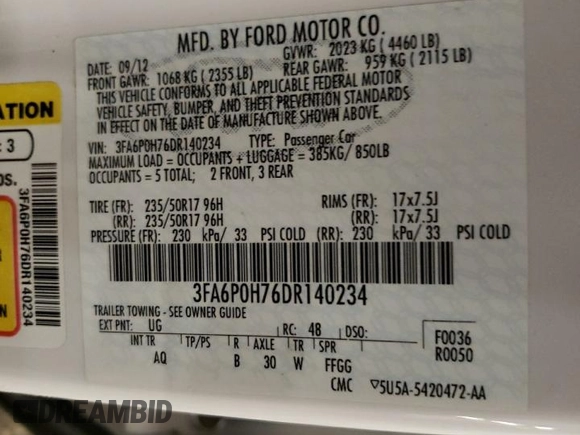 MFD. BY FORD MOTOR CO.
DATE: 09/12 GVWR: 2023 KG ( 4460 LB)
FRONT GAWR: 1068 KG ( 2355 LB) REAR GAWR: 959 KG ( 2115 LB)
THIS VEHICLE CONFORMS TO ALL APPLICABLE FEDERAL MOTOR
VEHICLE SAFETY, BUMPER, AND THEFT PREVENTION STANDARDS
IN EFFECT ON THE DATE OF MANUFACTURE SHOWN ABOVE.
VIN: 3FA6P0H76DR140234 TYPE: Passenger Car
MAXIMUM LOAD = OCCUPANTS + LUGGAGE = 385KG/ 850LB
OCCUPANTS = 5 TOTAL; 2 FRONT, 3 REAR
TIRE (FR): 235/50R17 96H RIMS (FR): 17x7.5J
(RR): 235/50R17 96H (RR): 17x7.5J
PRESSURE (FR): 230 kPa/ 33 PSI COLD (RR): 230 kPa/ 33 PSI COLD
3FA6P0H76DR140234
TRAILER TOWING - SEE OWNER GUIDE
EXT PNT: UG RC: 48 DSO: F0036
R0050
INT TR TP/PS R AXLE TR SPR
AQ B 30 W FFGG
CMC ▽5U5A-5420472-AA
ATION
: 3
OS.
3FA6P0H76DR140234
DREAMBID